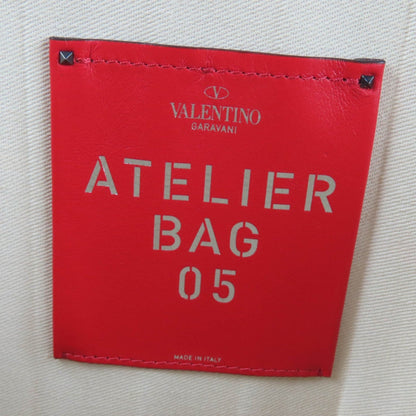 VALENTINO
GARAVANI
ATELIER
BAG
05
MADE IN ITALY